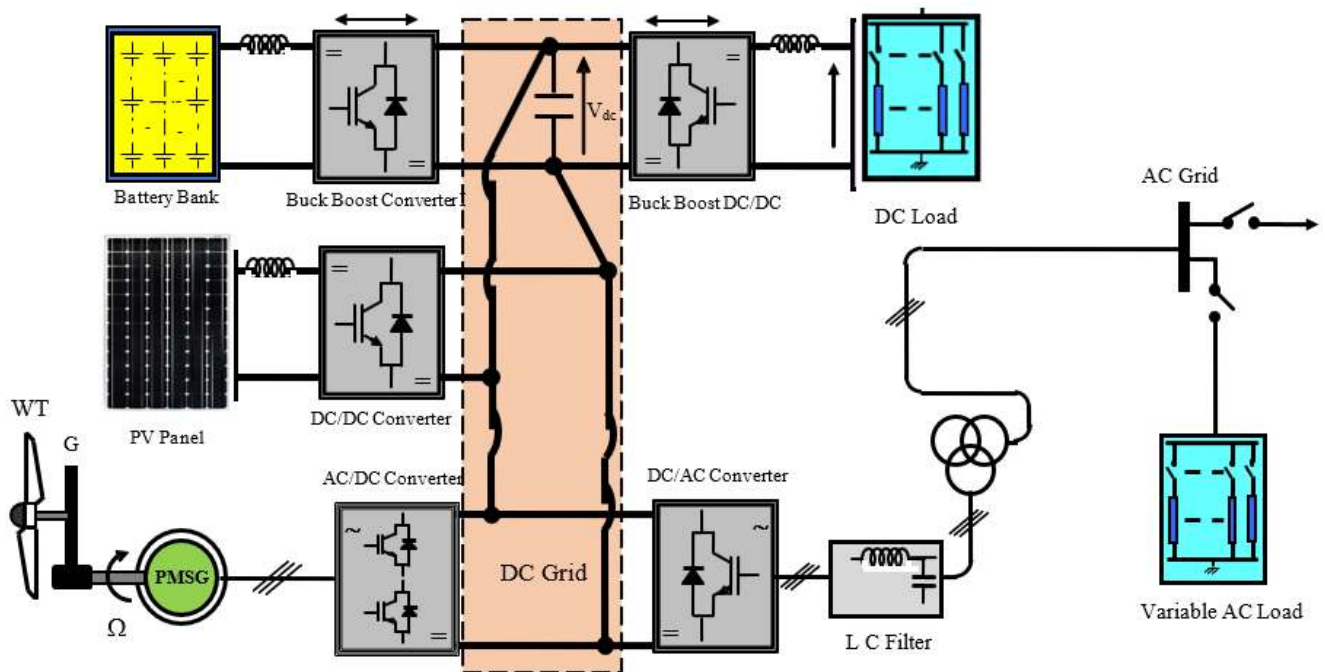 Battery Bank
Buck Boost Converter
V_dc
Buck Boost DC/DC
DC Load
AC Grid
PV Panel
DC/DC Converter
WT
G
AC/DC Converter
DC/AC Converter
PMSG
Ω
DC Grid
L C Filter
Variable AC Load